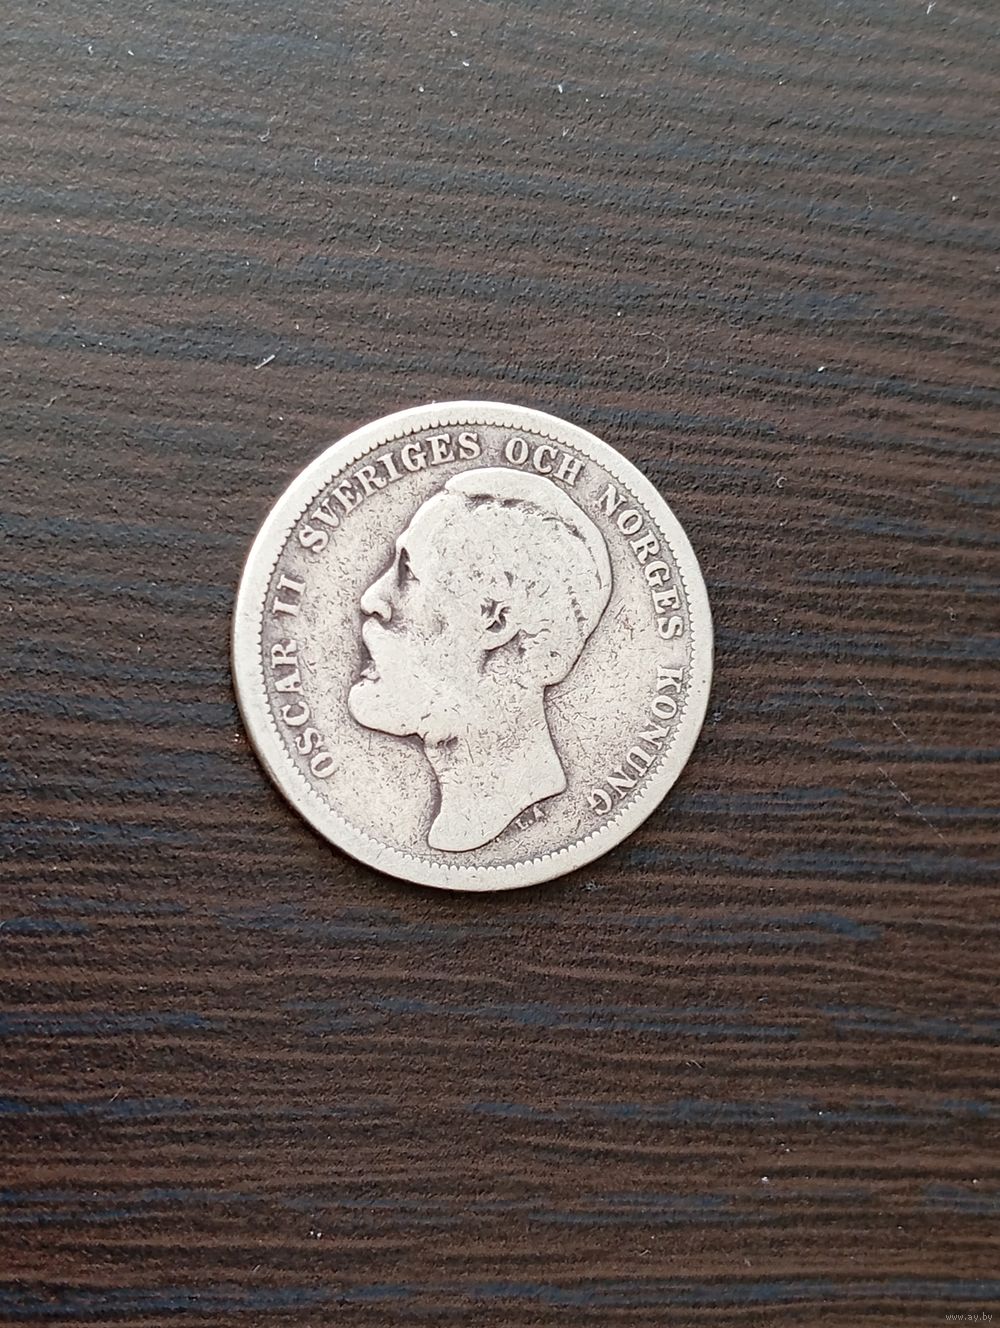 OSCAR II SVERIGES OCH NORGES KONUNG
L.A.
www.ay.by